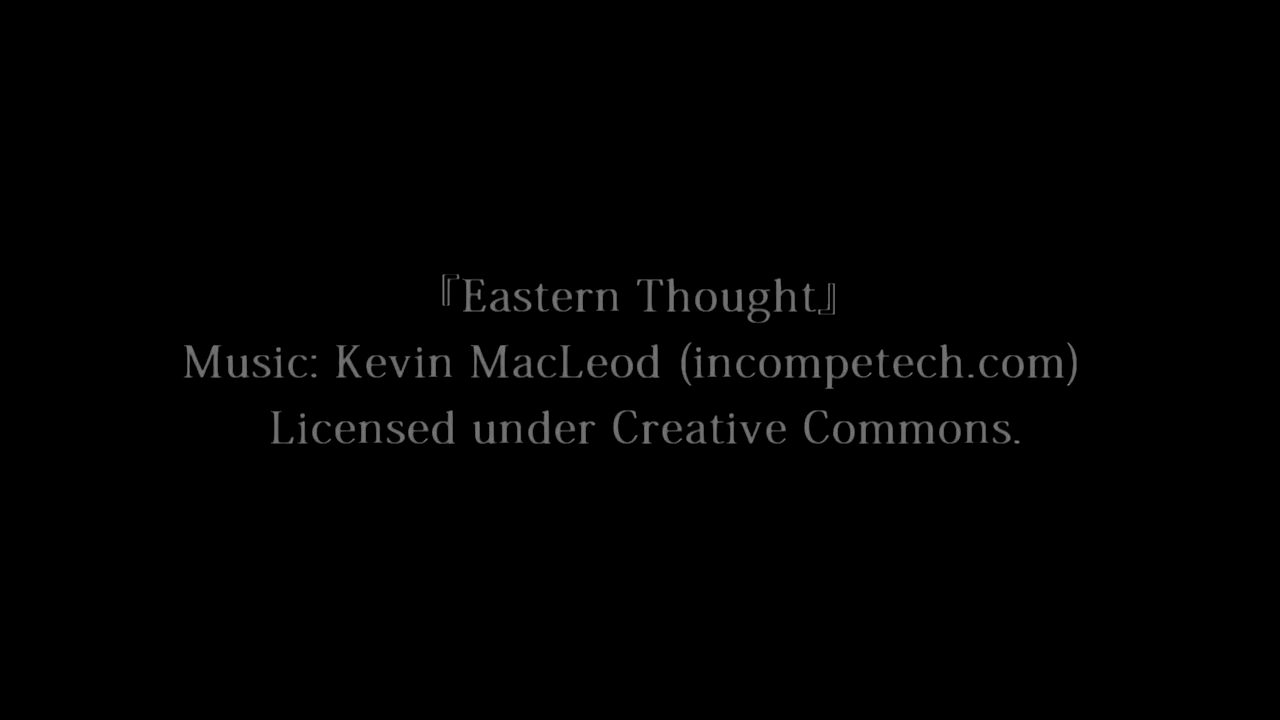 『Eastern Thought』
Music: Kevin MacLeod (incompetech.com)
Licensed under Creative Commons.